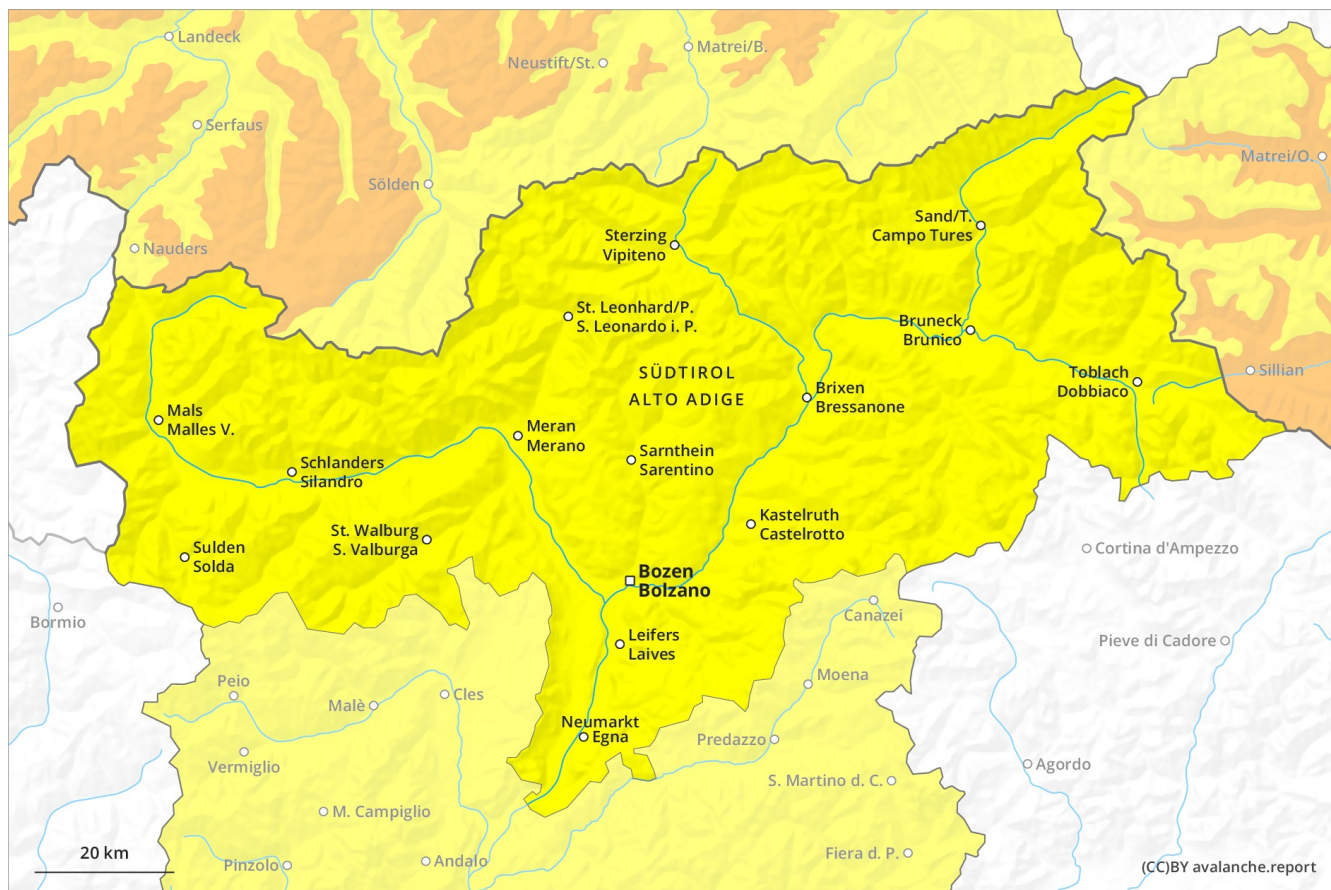 Landeck
Matrei/B.
Neustift/St.
Serfaus
Matrei/O.
Sölden
Sand/T.
Campo Tures
Sterzing
Vipiteno
Nauders
St. Leonhard/P.
S. Leonardo i. P.
Bruneck
Brunico
SÜDTIROL
ALTO ADIGE
Toblach
Dobbiaco
Sillian
Brixen
Bressanone
Mals
Malles V.
Meran
Merano
Sarnthein
Sarentino
Schlanders
Silandro
Kastelruth
Castelrotto
St. Walburg
S. Valburga
Sulden
Solda
Cortina d'Ampezzo
Bozen
Bolzano
Bormio
Canazei
Leifers
Laives
Pieve di Cadore
Peio
Moena
Malè
Cles
Neumarkt
Egna
Predazzo
Vermiglio
Agordo
S. Martino d. C.
M. Campiglio
20 km
Pinzolo
Andalo
Fiera d. P.
(CC)BY avalanche.report